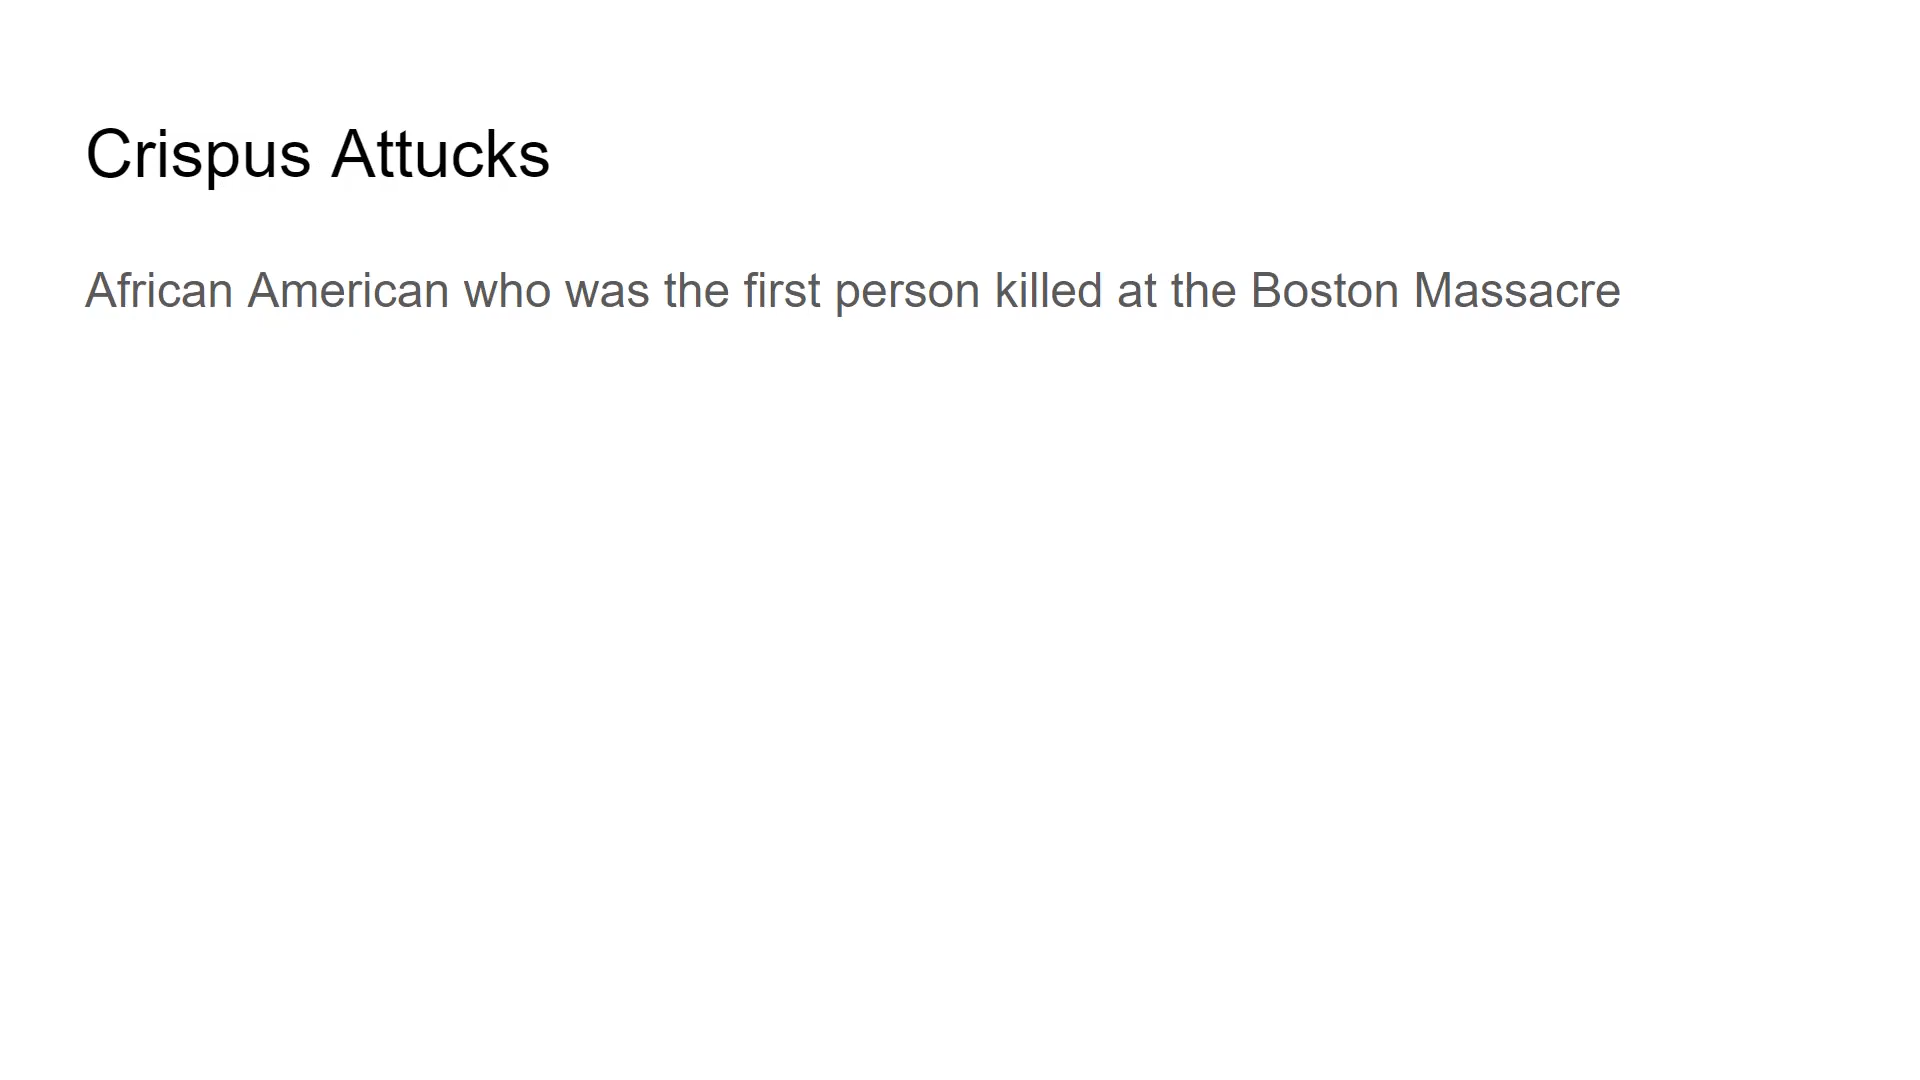 Crispus Attucks
African American who was the first person killed at the Boston Massacre